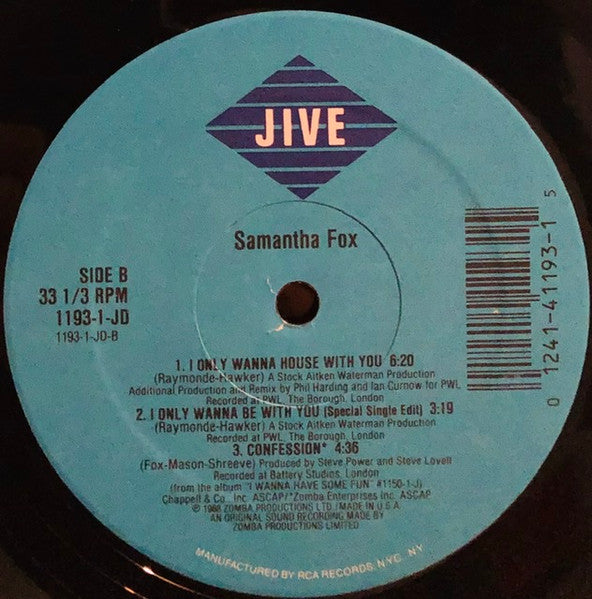 JIVE
Samantha Fox
SIDE B
33 1/3 RPM
1193-1-JD
1193-1-JD-B
1. I ONLY WANNA HOUSE WITH YOU 6:20
(Raymonde-Hawker) A Stock Aitken Waterman Production
Additional Production and Remix by Phil Harding and Ian Curnow for PWL
Recorded at PWL, The Borough, London
2. I ONLY WANNA BE WITH YOU (Special Single Edit) 3:19
(Raymonde-Hawker) A Stock Aitken Waterman Production
Recorded at PWL, The Borough, London
3. CONFESSION* 4:36
(Fox-Mason-Shreeve) Produced by Steve Power and Steve Lovell
Recorded at Battery Studios, London
(from the album "I WANNA HAVE SOME FUN" #1150-1-J)
Chappell & Co., Inc. ASCAP/*Zomba Enterprises Inc. ASCAP
℗ 1988 ZOMBA PRODUCTIONS LTD./MADE IN U.S.A.
AN ORIGINAL SOUND RECORDING MADE BY
ZOMBA PRODUCTIONS LIMITED
MANUFACTURED BY RCA RECORDS, NYC, NY
0 1241-41193-1 5